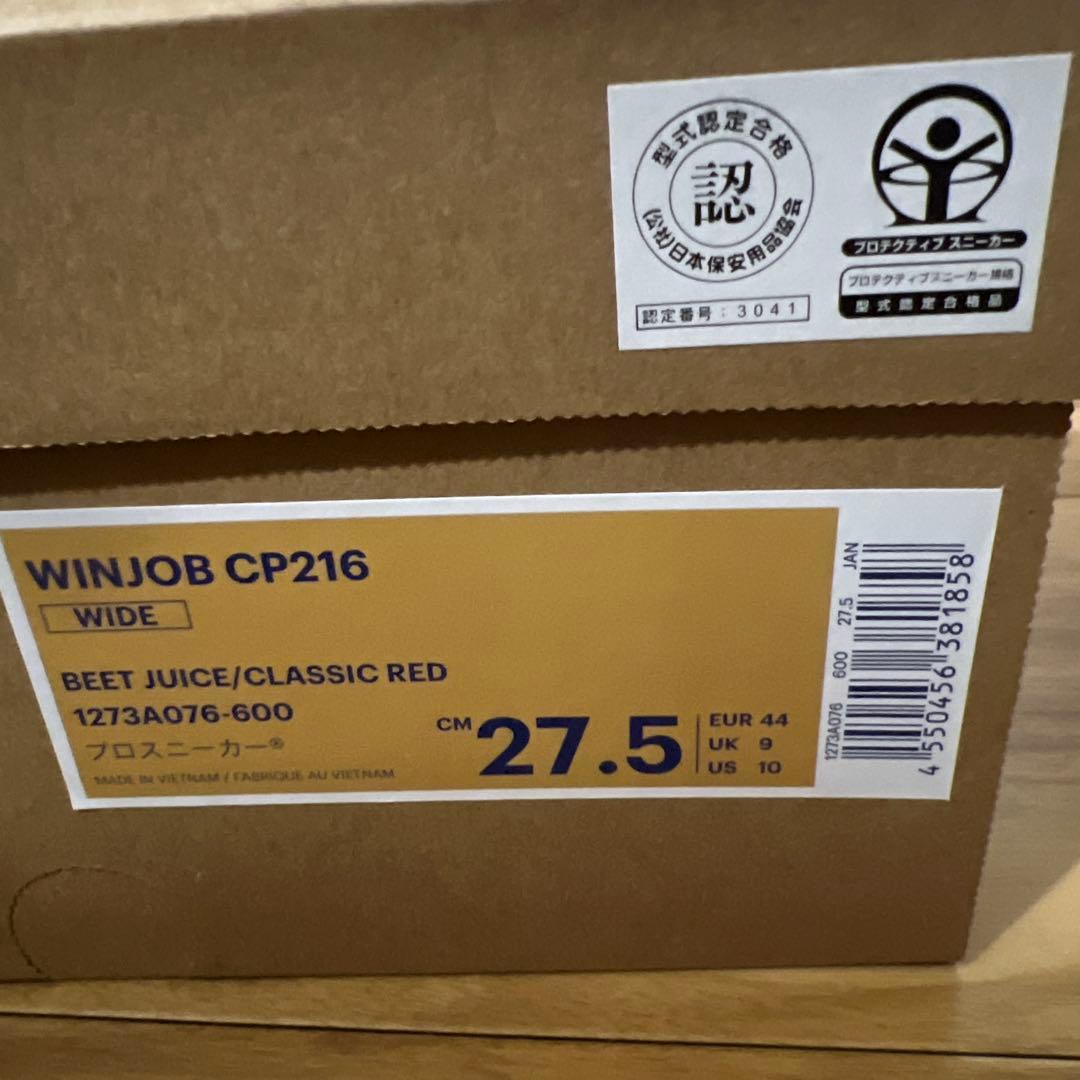 型式認定合格
認
(公社)日本保安用品協会
認定番号：3041
プロテクティブ スニーカー
プロテクティブスニーカー規格
型式認定合格品
WINJOB CP216
WIDE
BEET JUICE/CLASSIC RED
1273A076-600
プロスニーカー®
MADE IN VIETNAM / FABRIQUE AU VIETNAM
CM 27.5
EUR 44
UK 9
US 10
1273A076 600 27.5 JAN
4 550456 381858